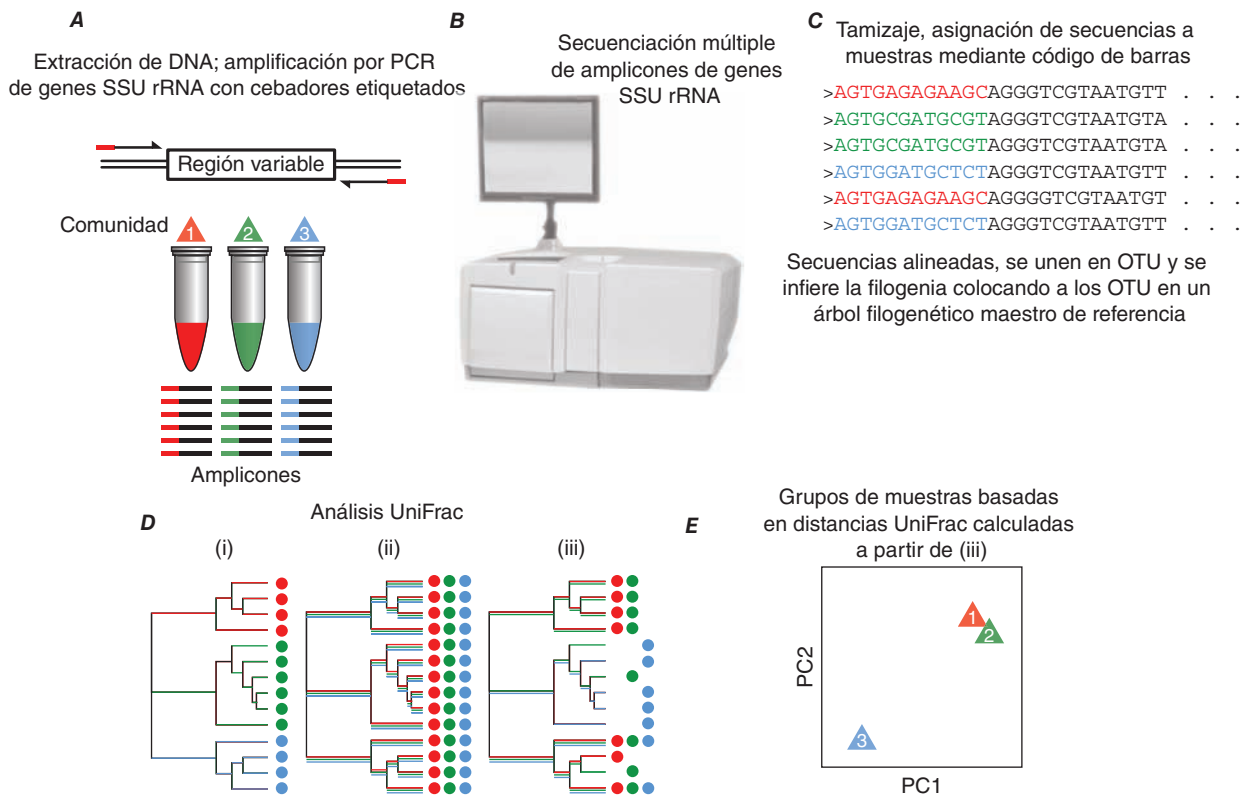 A
Extracción de DNA; amplificación por PCR
de genes SSU rRNA con cebadores etiquetados
Región variable
Comunidad
1
2
3
Amplicones
B
Secuenciación múltiple
de amplicones de genes
SSU rRNA
C
Tamizaje, asignación de secuencias a
muestras mediante código de barras
>AGTGAGAGAAGCAGGGTCGTAATGTT . . .
>AGTGCGATGCGTAGGGTCGTAATGTA . . .
>AGTGCGATGCGTAGGGTCGTAATGTA . . .
>AGTGGATGCTCTAGGGTCGTAATGTT . . .
>AGTGAGAGAAGCAGGGGTCGTAATGT . . .
>AGTGGATGCTCTAGGGTCGTAATGTT . . .
Secuencias alineadas, se unen en OTU y se
infiere la filogenia colocando a los OTU en un
árbol filogenético maestro de referencia
D
Análisis UniFrac
(i)
(ii)
(iii)
E
Grupos de muestras basadas
en distancias UniFrac calculadas
a partir de (iii)
1
2
3
PC2
PC1